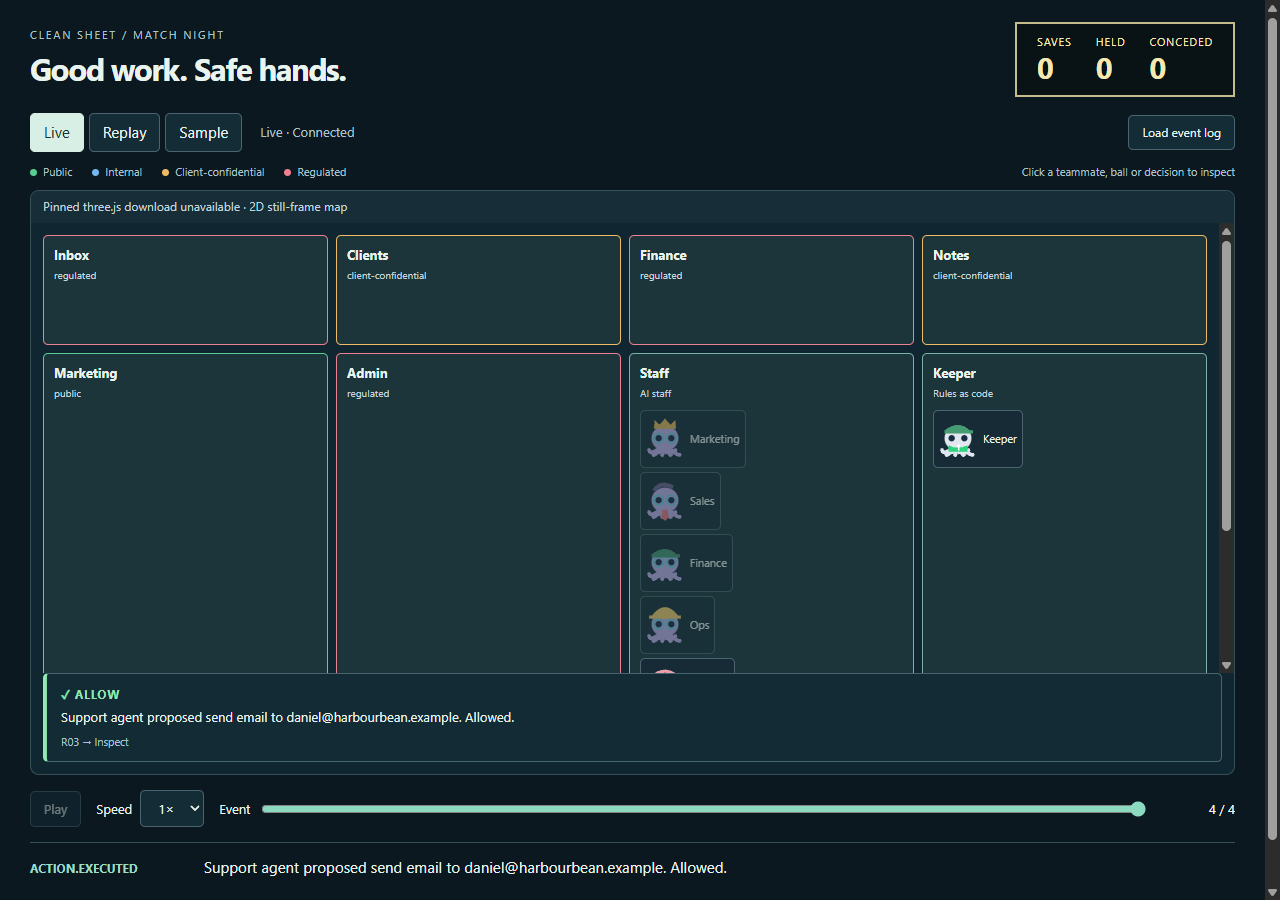 CLEAN SHEET / MATCH NIGHT
Good work. Safe hands.
SAVES HELD CONCEDED
0 0 0
Live Replay Sample Live · Connected Load event log
Public Internal Client-confidential Regulated Click a teammate, ball or decision to inspect
Pinned three.js download unavailable · 2D still-frame map
Inbox
regulated
Clients
client-confidential
Finance
regulated
Notes
client-confidential
Marketing
public
Admin
regulated
Staff
AI staff
Marketing
Sales
Finance
Ops
Keeper
Rules as code
Keeper
✓ ALLOW
Support agent proposed send email to daniel@harbourbean.example. Allowed.
R03 → Inspect
Play Speed 1× Event 4 / 4
ACTION.EXECUTED Support agent proposed send email to daniel@harbourbean.example. Allowed.